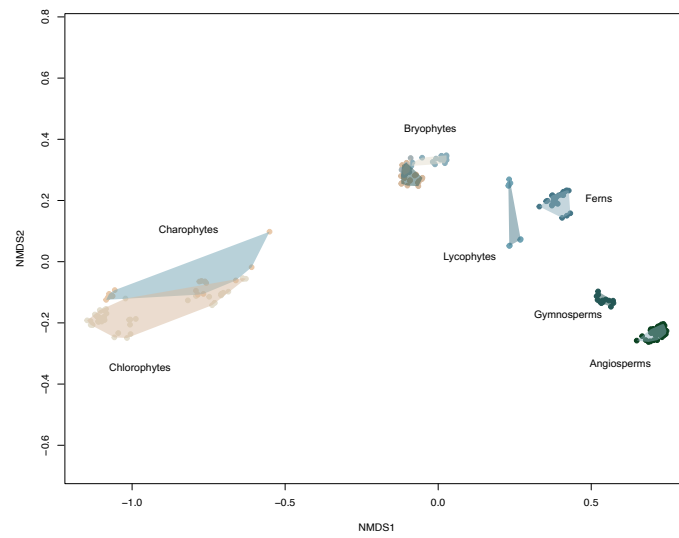 0.8
0.6
0.4
0.2
0.0
−0.2
−0.4
−0.6
NMDS2
Bryophytes
Ferns
Charophytes
Lycophytes
Gymnosperms
Chlorophytes
Angiosperms
−1.0
−0.5
0.0
0.5
NMDS1